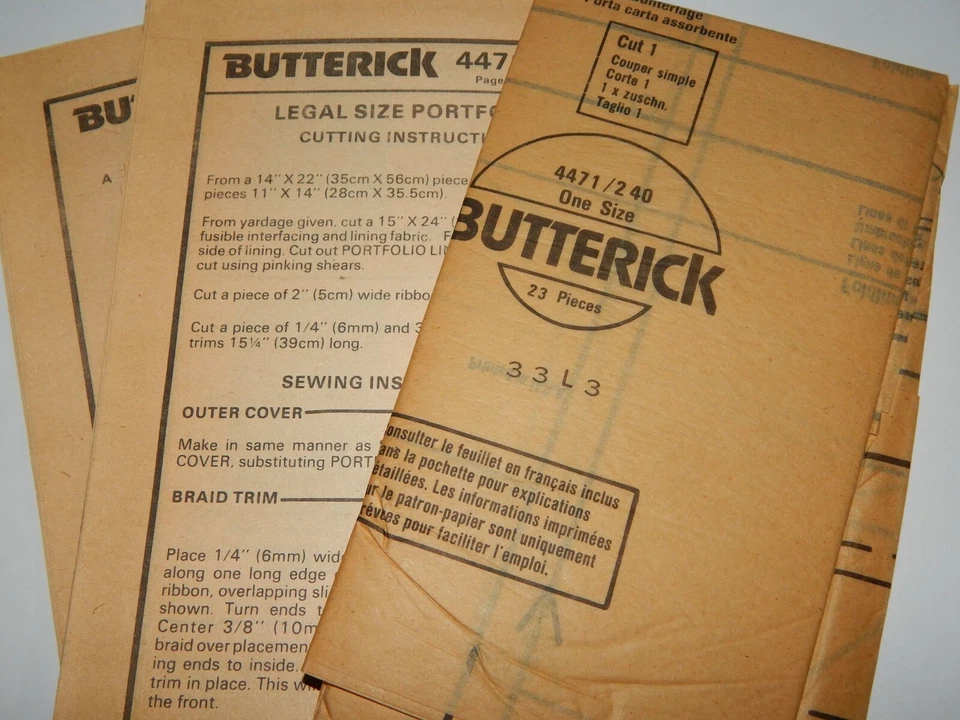 BU
A
BUTTERICK 447
Page
LEGAL SIZE PORTFO
CUTTING INSTRUCTI
From a 14" X 22" (35cm X 56cm) piece
pieces 11" X 14" (28cm X 35.5cm).
From yardage given, cut a 15" X 24" (
fusible interfacing and lining fabric. F
side of lining. Cut out PORTFOLIO LI
cut using pinking shears.
Cut a piece of 2" (5cm) wide ribbo
Cut a piece of 1/4" (6mm) and 3
trims 15¼" (39cm) long.
SEWING INS
OUTER COVER
Make in same manner as
COVER, substituting PORT
BRAID TRIM
Place 1/4" (6mm) wid
along one long edge
ribbon, overlapping sli
shown. Turn ends t
Center 3/8" (10m
braid over placemen
ing ends to inside.
trim in place. This wi
the front.
orta carta assorbente
Cut 1
Couper simple
Corte 1
1 x zuschn.
Taglio 1
4471/240
One Size
BUTTERICK
23 Pieces
33L3
onsulter le feuillet en français inclus
ans la pochette pour explications
étaillées. Les informations imprimées
ur le patron-papier sont uniquement
révues pour faciliter l'emploi.